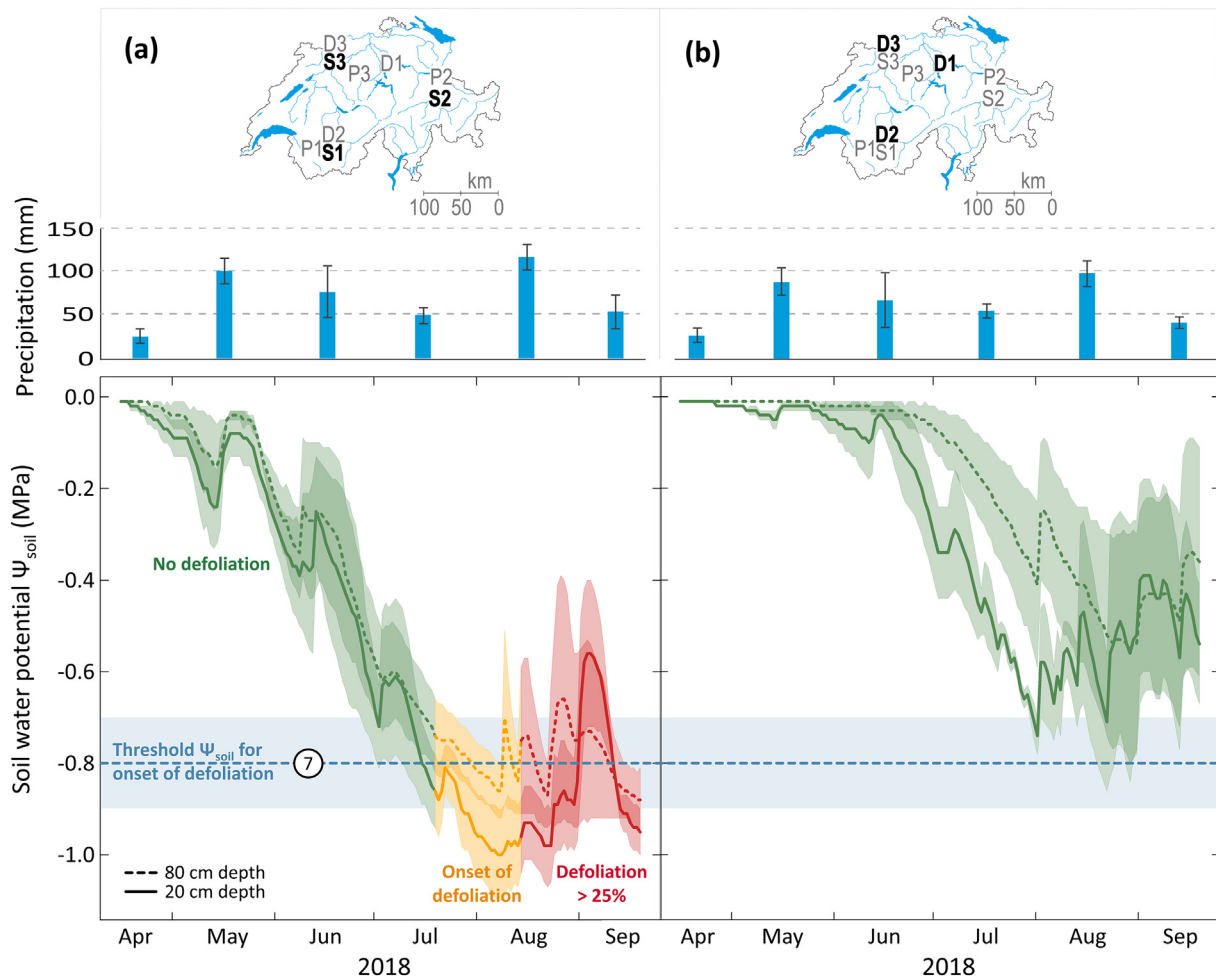 (a)
D3
S3
D1
P3
P2
S2
D2
P1
S1
km
100 50 0
(b)
D3
S3
D1
P3
P2
S2
D2
P1
S1
km
100 50 0
Precipitation (mm)
150
100
50
0
Soil water potential Ψsoil (MPa)
0.0
-0.2
-0.4
-0.6
-0.8
-1.0
No defoliation
Threshold Ψsoil for
onset of defoliation
7
80 cm depth
20 cm depth
Onset of
defoliation
Defoliation
> 25%
Apr May Jun Jul Aug Sep
2018
Apr May Jun Jul Aug Sep
2018